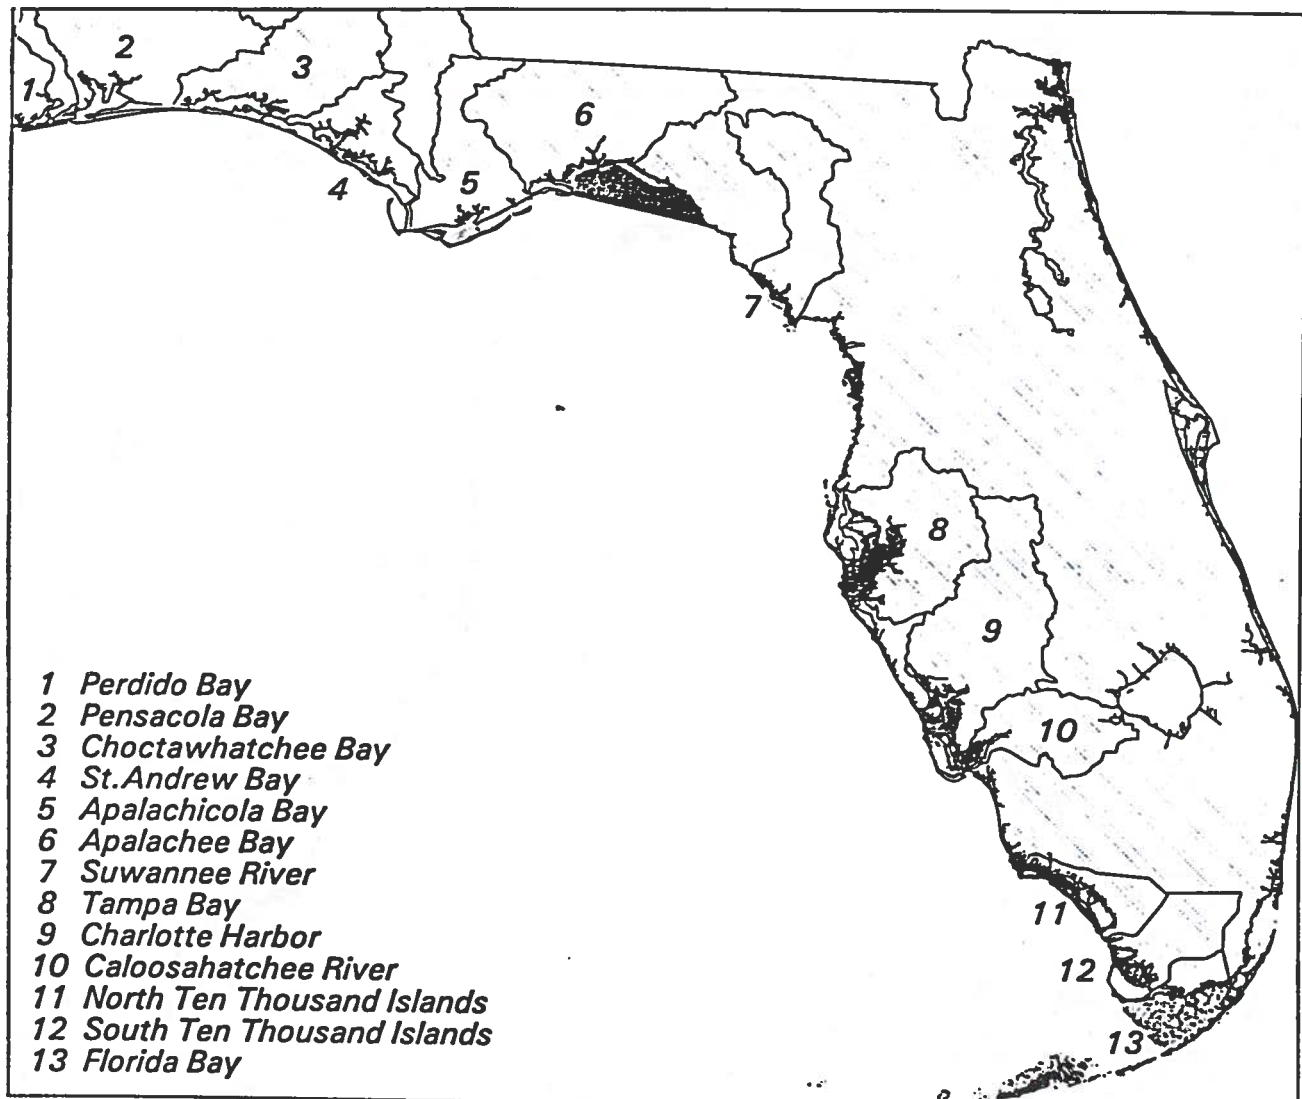 2
1
3
6
4
5
7
8
9
10
11
12
13
1 Perdido Bay
2 Pensacola Bay
3 Choctawhatchee Bay
4 St.Andrew Bay
5 Apalachicola Bay
6 Apalachee Bay
7 Suwannee River
8 Tampa Bay
9 Charlotte Harbor
10 Caloosahatchee River
11 North Ten Thousand Islands
12 South Ten Thousand Islands
13 Florida Bay